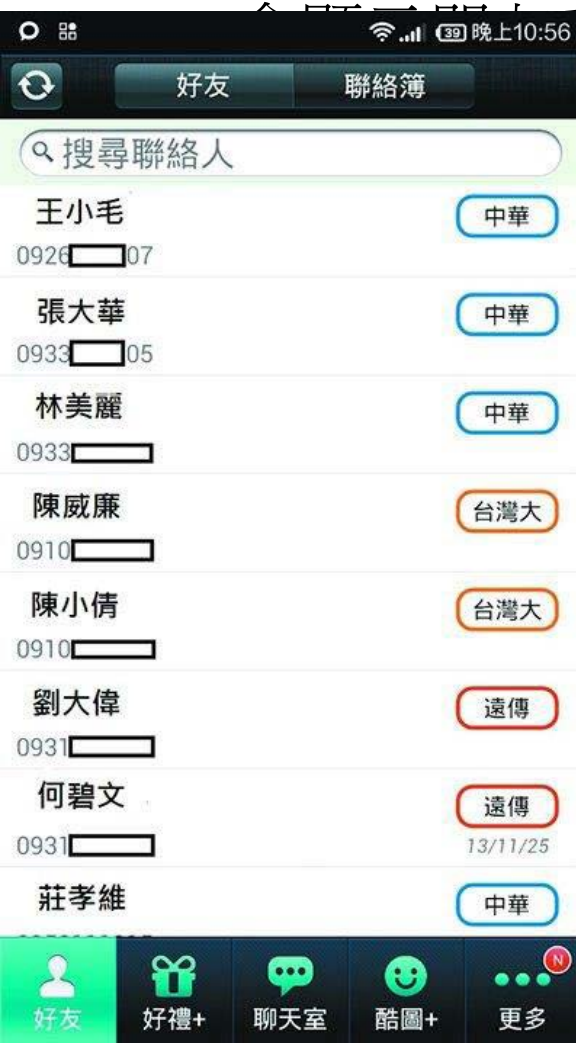 39 晚上10:56
好友 聯絡簿
搜尋聯絡人
王小毛 中華
0926 07
張大華 中華
0933 05
林美麗 中華
0933
陳威廉 台灣大
0910
陳小倩 台灣大
0910
劉大偉 遠傳
0931
何碧文 遠傳
0931 13/11/25
莊孝維 中華
N
好友 好禮+ 聊天室 酷圖+ 更多